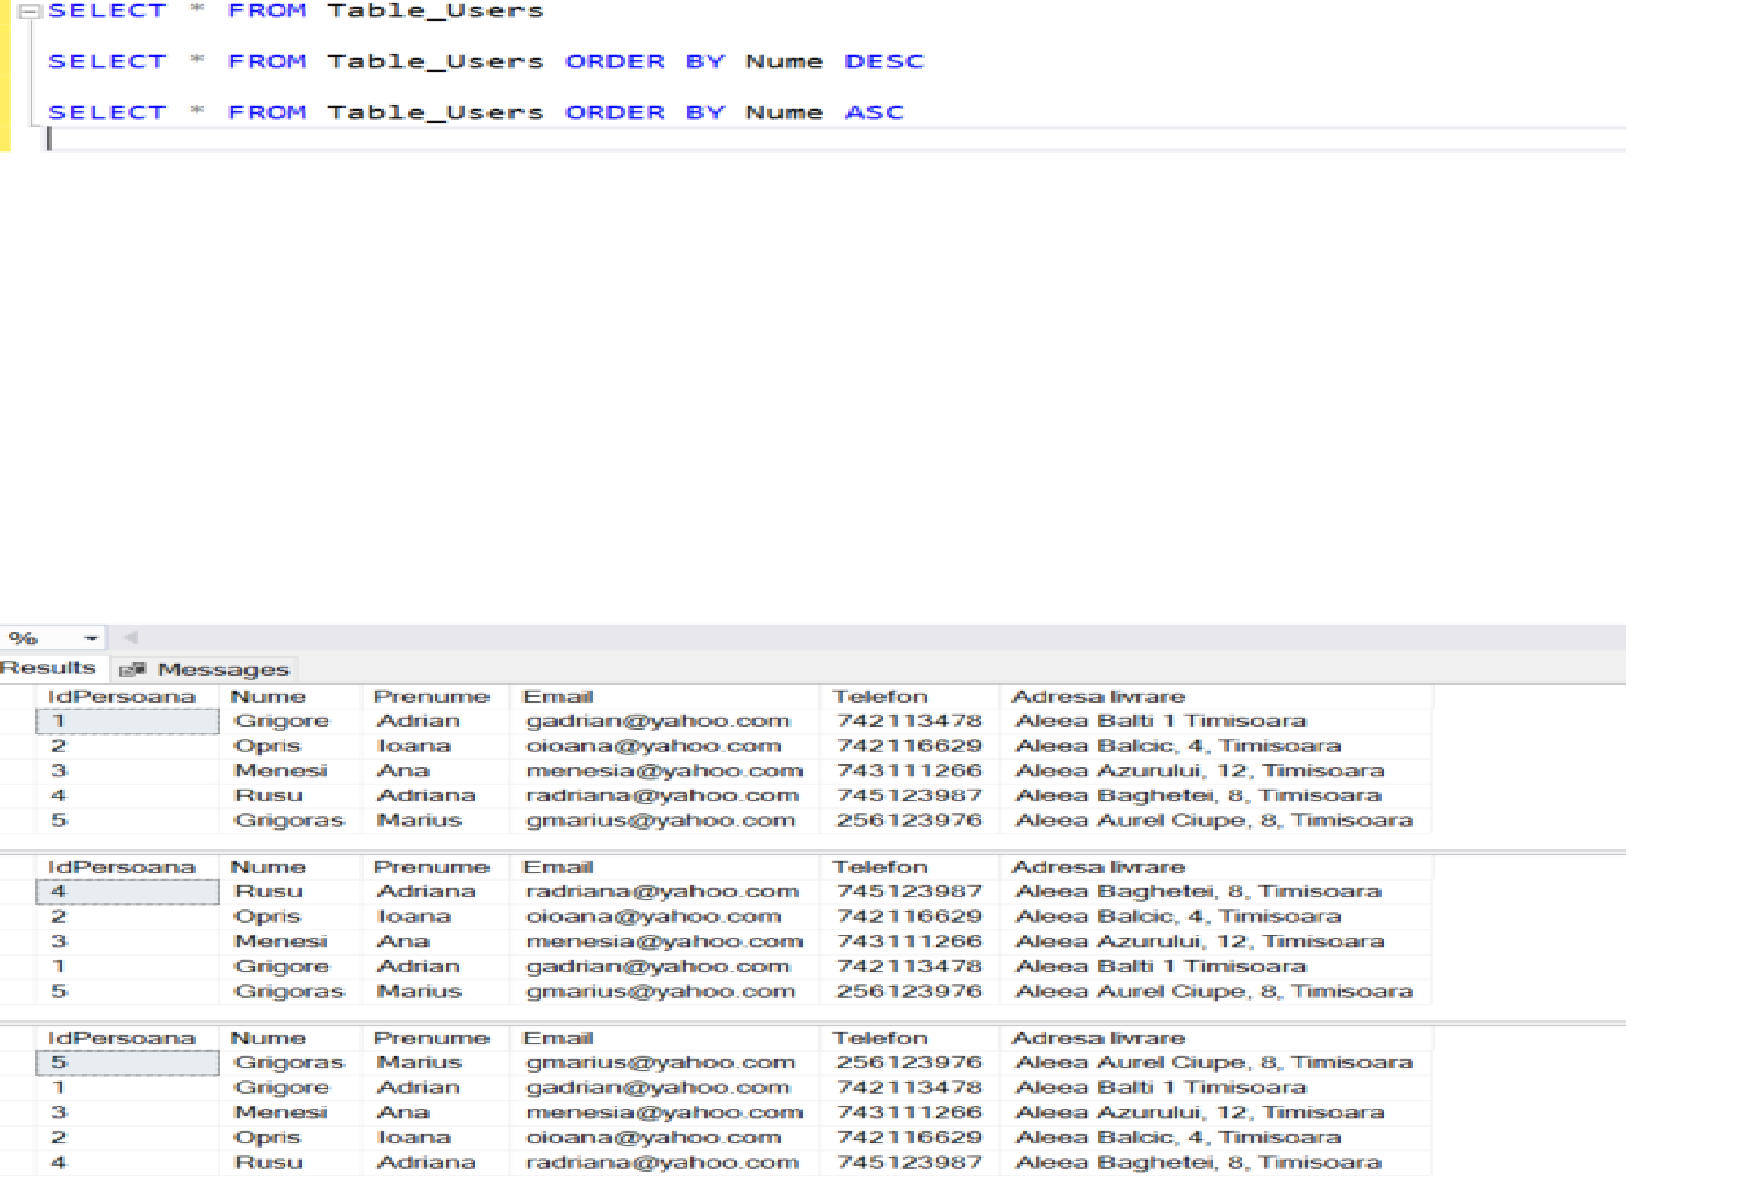 SELECT * FROM Table_Users
SELECT * FROM Table_Users ORDER BY Nume DESC
SELECT * FROM Table_Users ORDER BY Nume ASC
%
Results Messages
IdPersoana Nume Prenume Email Telefon Adresa livrare
1 Grigore Adrian gadrian@yahoo.com 742113478 Aleea Balti 1 Timisoara
2 Opris Ioana oioana@yahoo.com 742116629 Aleea Balcic, 4, Timisoara
3 Menesi Ana menesia@yahoo.com 743111266 Aleea Azurului, 12, Timisoara
4 Rusu Adriana radriana@yahoo.com 745123987 Aleea Baghetei, 8, Timisoara
5 Grigoras Marius gmarius@yahoo.com 256123976 Aleea Aurel Ciupe, 8, Timisoara
IdPersoana Nume Prenume Email Telefon Adresa livrare
4 Rusu Adriana radriana@yahoo.com 745123987 Aleea Baghetei, 8, Timisoara
2 Opris Ioana oioana@yahoo.com 742116629 Aleea Balcic, 4, Timisoara
3 Menesi Ana menesia@yahoo.com 743111266 Aleea Azurului, 12, Timisoara
1 Grigore Adrian gadrian@yahoo.com 742113478 Aleea Balti 1 Timisoara
5 Grigoras Marius gmarius@yahoo.com 256123976 Aleea Aurel Ciupe, 8, Timisoara
IdPersoana Nume Prenume Email Telefon Adresa livrare
5 Grigoras Marius gmarius@yahoo.com 256123976 Aleea Aurel Ciupe, 8, Timisoara
1 Grigore Adrian gadrian@yahoo.com 742113478 Aleea Balti 1 Timisoara
3 Menesi Ana menesia@yahoo.com 743111266 Aleea Azurului, 12, Timisoara
2 Opris Ioana oioana@yahoo.com 742116629 Aleea Balcic, 4, Timisoara
4 Rusu Adriana radriana@yahoo.com 745123987 Aleea Baghetei, 8, Timisoara